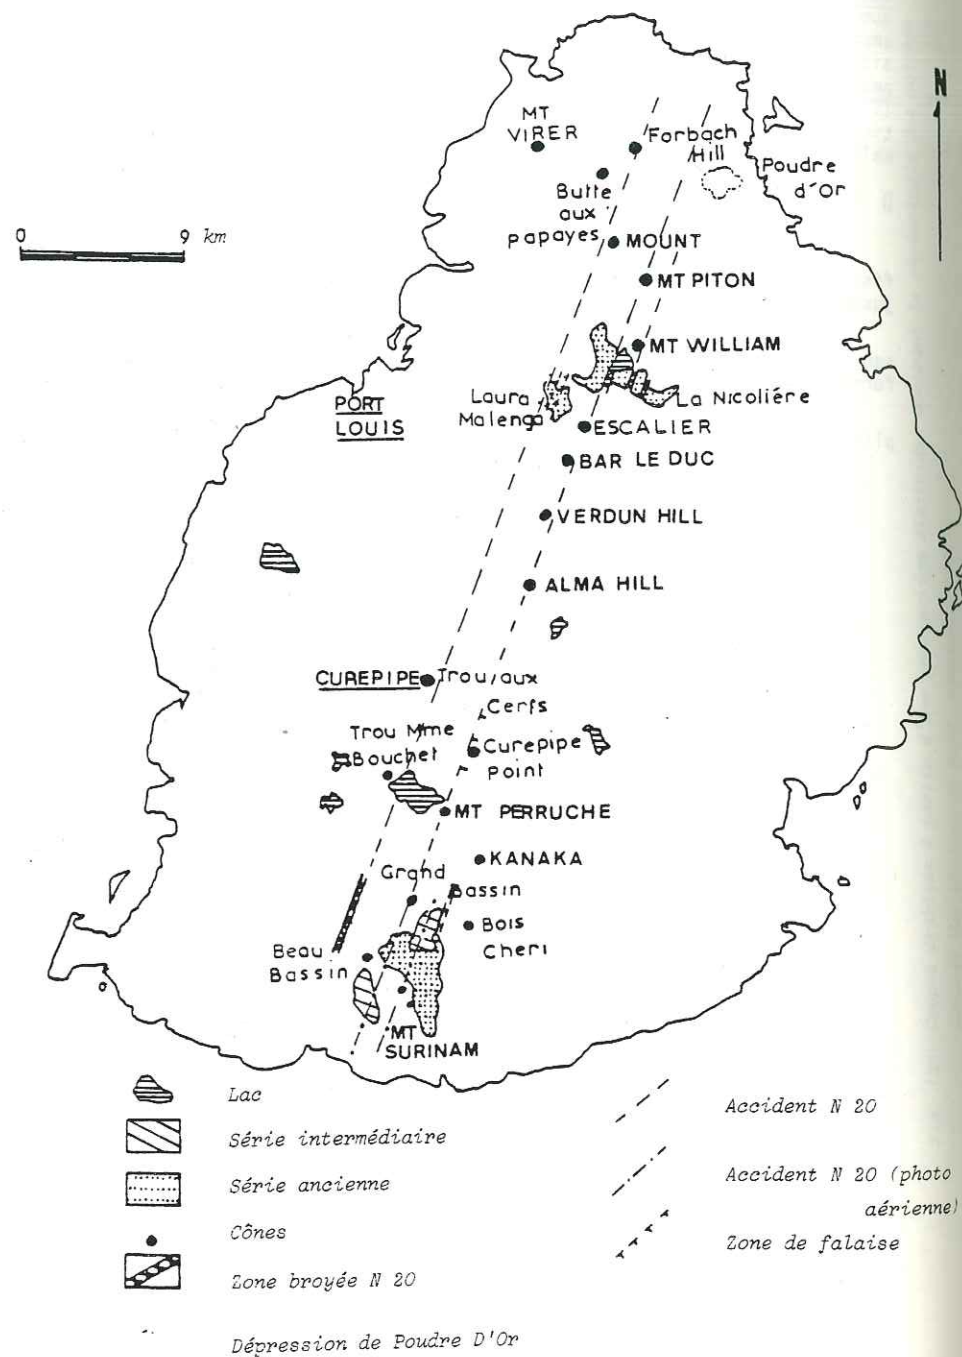 N
MT
VIRER
Forbach
Hill
Poudre
d'Or
Butte
aux
Papayes
0 9 km
MOUNT
MT PITON
MT WILLIAM
PORT
LOUIS
Laura
Malenga
La Nicoliére
ESCALIER
BAR LE DUC
VERDUN HILL
ALMA HILL
CUREPIPE
Trou aux
Cerfs
Trou Mme
Bouchet
Curepipe
Point
MT PERRUCHE
KANAKA
Grand
Bassin
Bois
Cheri
Beau
Bassin
MT
SURINAM
Lac
Série intermédiaire
Série ancienne
Cônes
Zone broyée N 20
Dépression de Poudre D'Or
Accident N 20
Accident N 20 (photo
aérienne)
Zone de falaise